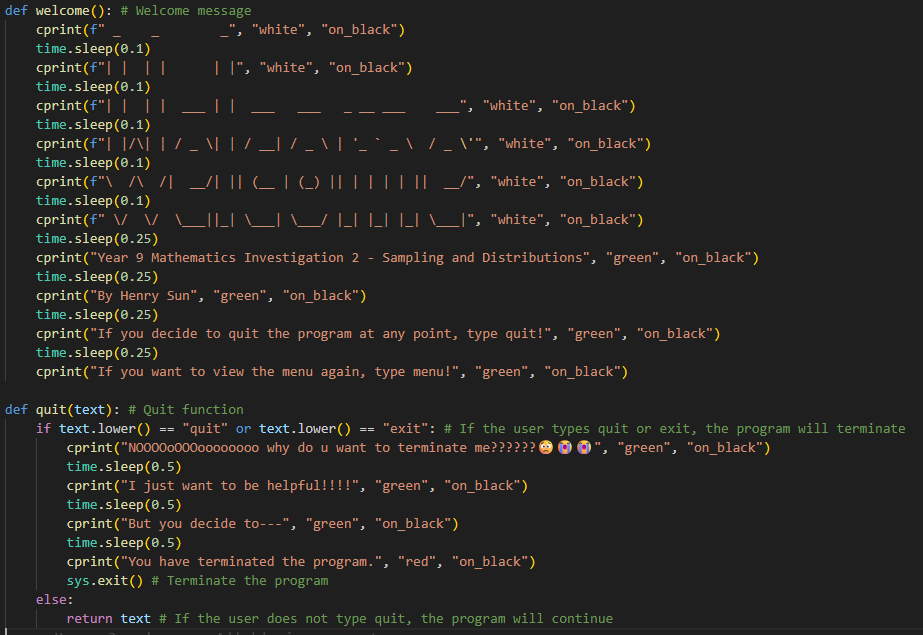 def welcome(): # Welcome message
    cprint(f" _    _        _", "white", "on_black")
    time.sleep(0.1)
    cprint(f"| |  | |      | |", "white", "on_black")
    time.sleep(0.1)
    cprint(f"| |  | |  ___ | |  ___   ___   _ __ ___    ___", "white", "on_black")
    time.sleep(0.1)
    cprint(f"| |/\| | / _ \| | / __| / _ \ | '_ ` _ \  / _ \'", "white", "on_black")
    time.sleep(0.1)
    cprint(f"\  /\  /|  __/| || (__ | (_) || | | | | ||  __/", "white", "on_black")
    time.sleep(0.1)
    cprint(f" \/  \/  \___||_| \___| \___/ |_| |_| |_| \___|", "white", "on_black")
    time.sleep(0.25)
    cprint("Year 9 Mathematics Investigation 2 - Sampling and Distributions", "green", "on_black")
    time.sleep(0.25)
    cprint("By Henry Sun", "green", "on_black")
    time.sleep(0.25)
    cprint("If you decide to quit the program at any point, type quit!", "green", "on_black")
    time.sleep(0.25)
    cprint("If you want to view the menu again, type menu!", "green", "on_black")
def quit(text): # Quit function
    if text.lower() == "quit" or text.lower() == "exit": # If the user types quit or exit, the program will terminate
        cprint("NOOOOoOOOoooooooo why do u want to terminate me??????😳😭😭", "green", "on_black")
        time.sleep(0.5)
        cprint("I just want to be helpful!!!!", "green", "on_black")
        time.sleep(0.5)
        cprint("But you decide to---", "green", "on_black")
        time.sleep(0.5)
        cprint("You have terminated the program.", "red", "on_black")
        sys.exit() # Terminate the program
    else:
        return text # If the user does not type quit, the program will continue